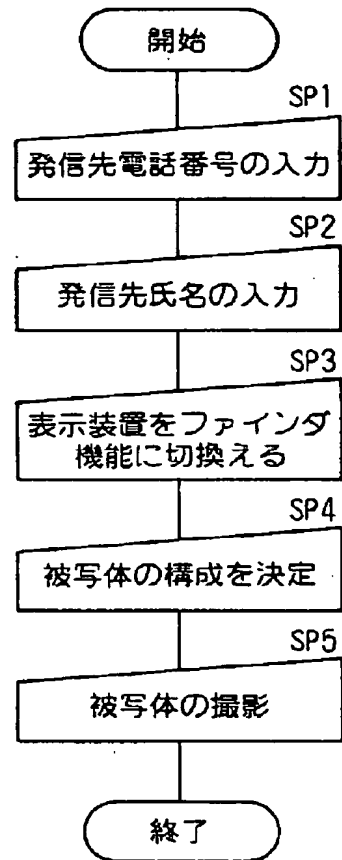 開始
SP1
発信先電話番号の入力
SP2
発信先氏名の入力
SP3
表示装置をファインダ
機能に切換える
SP4
被写体の構成を決定
SP5
被写体の撮影
終了